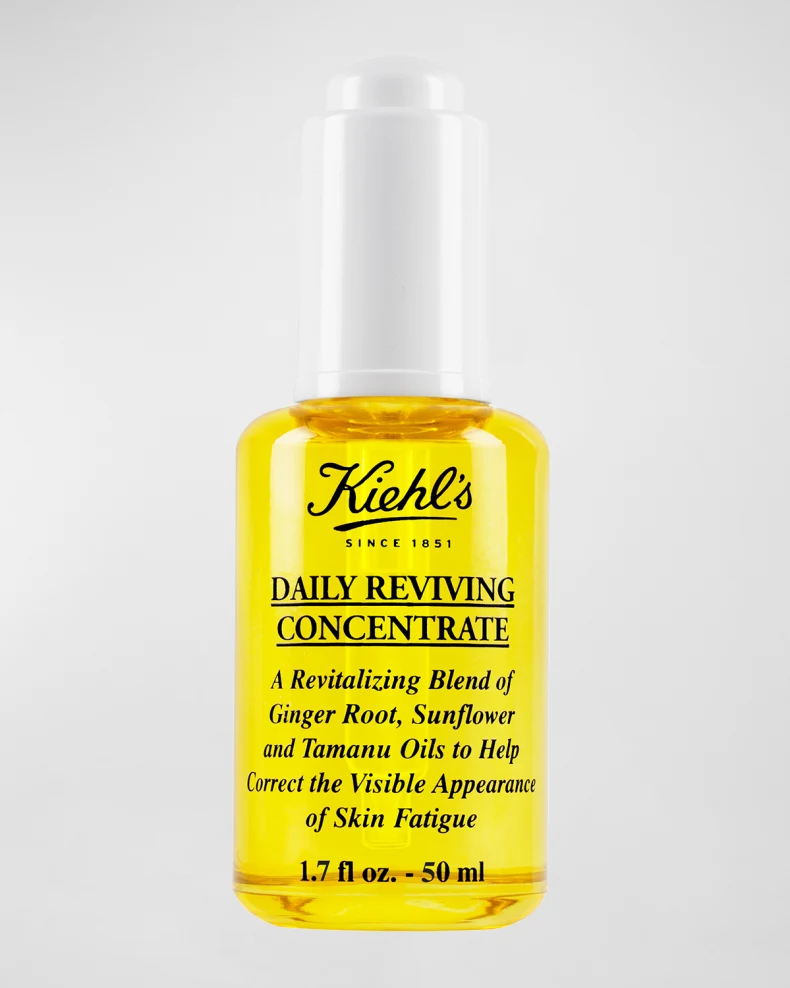 Kiehl's
SINCE 1851
DAILY REVIVING
CONCENTRATE
A Revitalizing Blend of
Ginger Root, Sunflower
and Tamanu Oils to Help
Correct the Visible Appearance
of Skin Fatigue
1.7 fl oz. - 50 ml